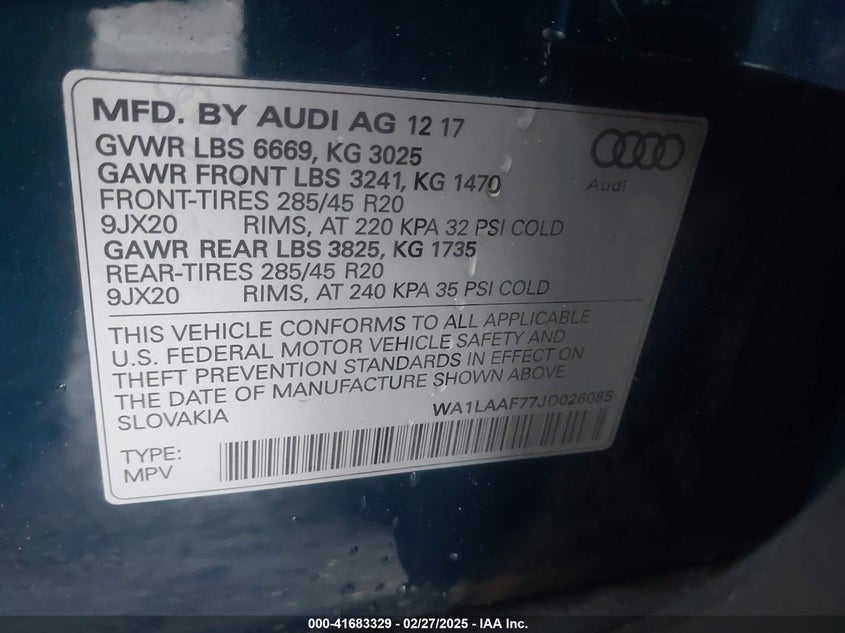 MFD. BY AUDI AG 12 17
GVWR LBS 6669, KG 3025
GAWR FRONT LBS 3241, KG 1470
FRONT-TIRES 285/45 R20
9JX20 RIMS, AT 220 KPA 32 PSI COLD
GAWR REAR LBS 3825, KG 1735
REAR-TIRES 285/45 R20
9JX20 RIMS, AT 240 KPA 35 PSI COLD
Audi
THIS VEHICLE CONFORMS TO ALL APPLICABLE
U.S. FEDERAL MOTOR VEHICLE SAFETY AND
THEFT PREVENTION STANDARDS IN EFFECT ON
THE DATE OF MANUFACTURE SHOWN ABOVE.
SLOVAKIA WA1LAAF77JD026085
TYPE:
MPV
000-41683329 - 02/27/2025 - IAA Inc.